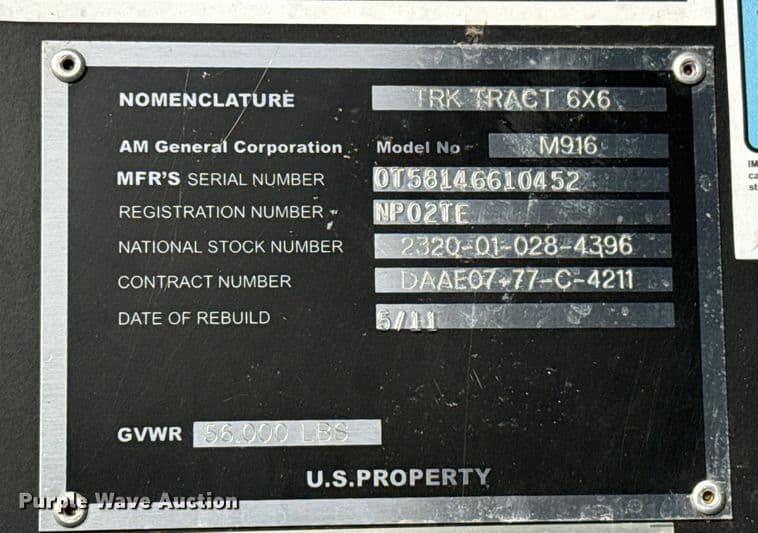 NOMENCLATURE TRK TRACT 6X6
AM General Corporation Model No M916
MFR'S SERIAL NUMBER 0T58146610452
REGISTRATION NUMBER NP02TE
NATIONAL STOCK NUMBER 2320-01-028-4396
CONTRACT NUMBER DAAE07-77-C-4211
DATE OF REBUILD 5/11
GVWR 56,000 LBS
U.S.PROPERTY
Purple Wave Auction